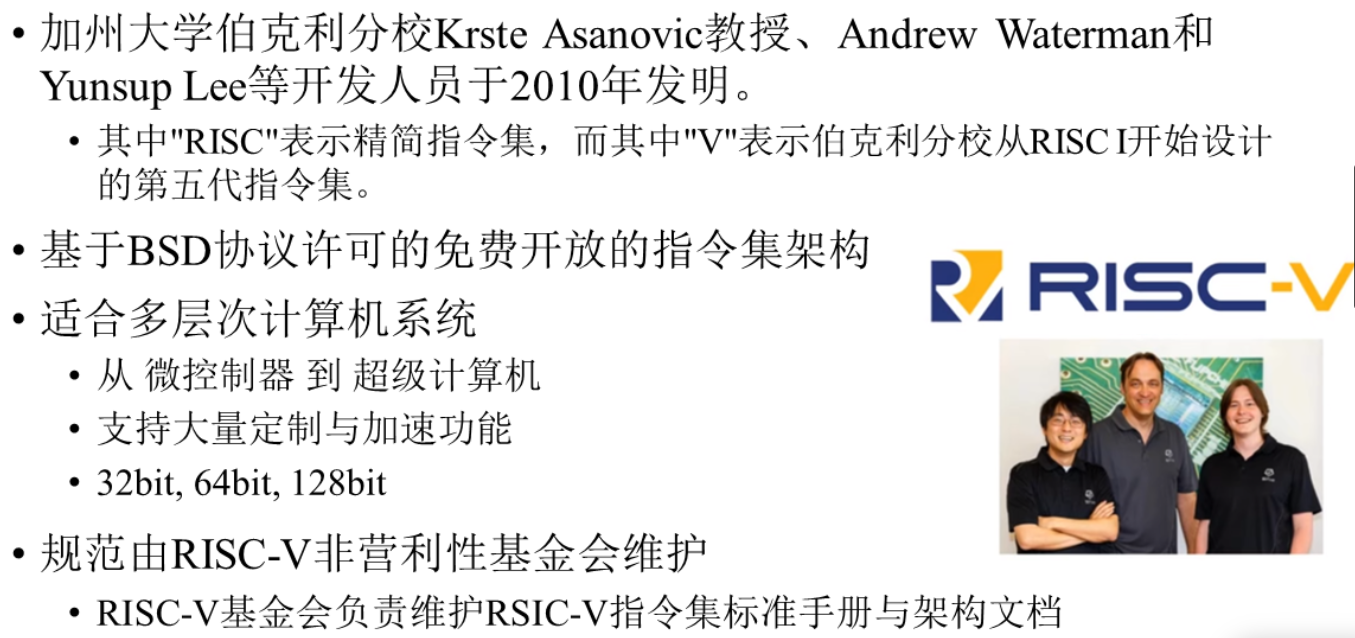 • 加州大学伯克利分校Krste Asanovic教授、Andrew Waterman和
Yunsup Lee等开发人员于2010年发明。
• 其中"RISC"表示精简指令集，而其中"V"表示伯克利分校从RISC I开始设计
的第五代指令集。
• 基于BSD协议许可的免费开放的指令集架构
RISC-V
• 适合多层次计算机系统
• 从 微控制器 到 超级计算机
• 支持大量定制与加速功能
• 32bit, 64bit, 128bit
• 规范由RISC-V非营利性基金会维护
• RISC-V基金会负责维护RSIC-V指令集标准手册与架构文档